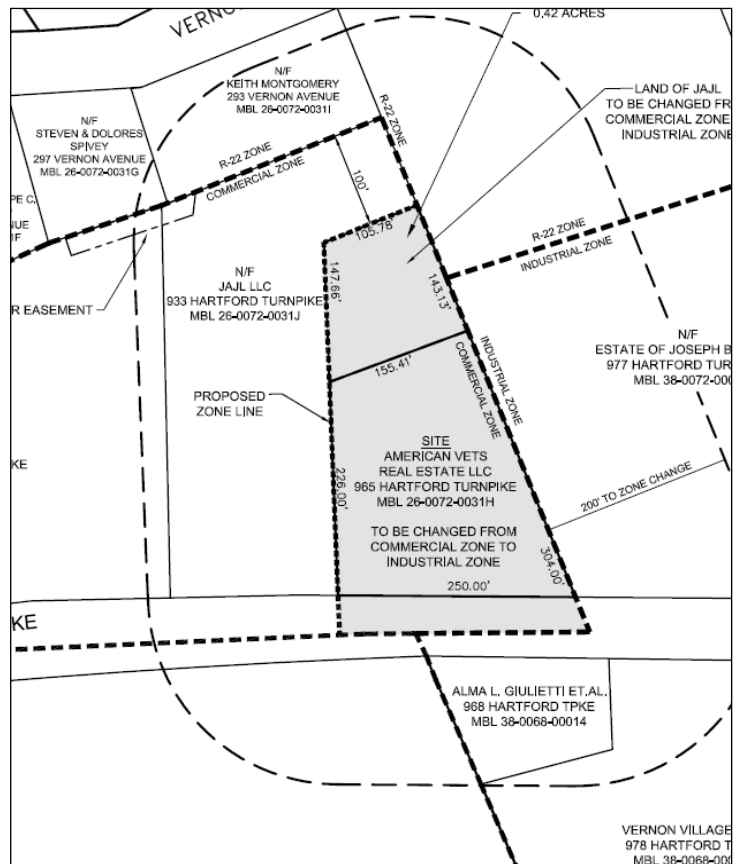 VERNO
0.42 ACRES
N/F
KEITH MONTGOMERY
293 VERNON AVENUE
MBL 26-0072-0031I
R-22 ZONE
LAND OF JAJL
TO BE CHANGED FR
COMMERCIAL ZONE
INDUSTRIAL ZONE
N/F
STEVEN & DOLORES
SPIVEY
297 VERNON AVENUE
MBL 26-0072-0031G
R-22 ZONE
COMMERCIAL ZONE
100'
PE C.
NUE
1F
105.78'
R-22 ZONE
INDUSTRIAL ZONE
N/F
JAJL LLC
933 HARTFORD TURNPIKE
MBL 26-0072-0031J
147.66'
143.13'
R EASEMENT
INDUSTRIAL ZONE
COMMERCIAL ZONE
N/F
ESTATE OF JOSEPH B
977 HARTFORD TUR
MBL 38-0072-000
155.41'
PROPOSED
ZONE LINE
SITE
AMERICAN VETS
REAL ESTATE LLC
965 HARTFORD TURNPIKE
MBL 26-0072-0031H
KE
226.00'
200' TO ZONE CHANGE
TO BE CHANGED FROM
COMMERCIAL ZONE TO
INDUSTRIAL ZONE
304.00'
250.00'
KE
ALMA L. GIULIETTI ET.AL.
968 HARTFORD TPKE
MBL 38-0068-00014
VERNON VILLAGE
978 HARTFORD T
MBL 38-0068-000